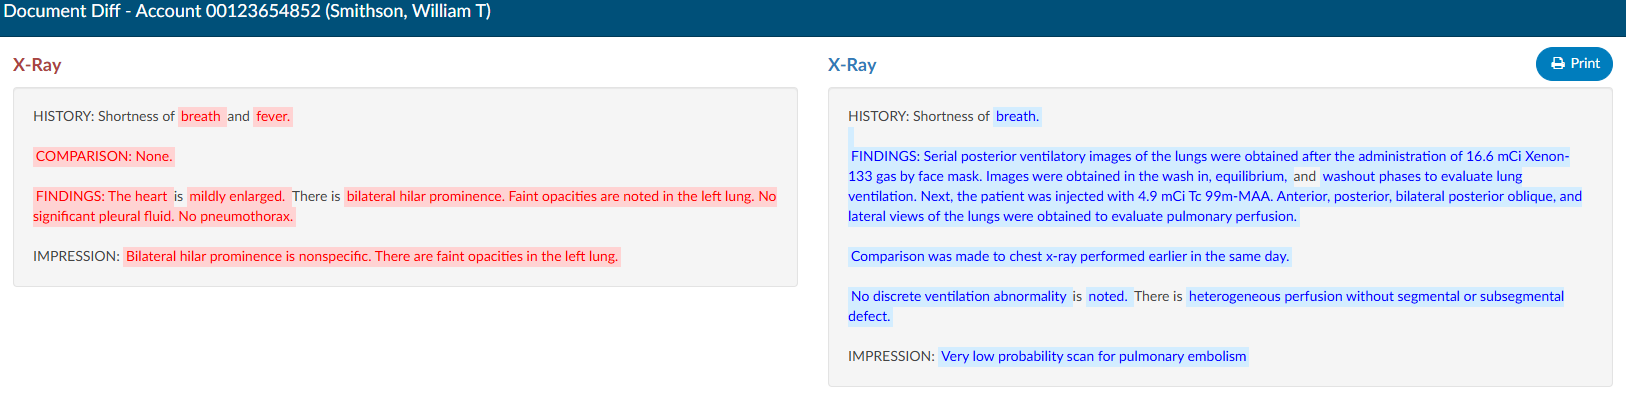 Document Diff - Account 00123654852 (Smithson, William T)
X-Ray
HISTORY: Shortness of breath and fever.
COMPARISON: None.
FINDINGS: The heart is mildly enlarged. There is bilateral hilar prominence. Faint opacities are noted in the left lung. No
significant pleural fluid. No pneumothorax.
IMPRESSION: Bilateral hilar prominence is nonspecific. There are faint opacities in the left lung.
X-Ray
Print
HISTORY: Shortness of breath.
FINDINGS: Serial posterior ventilatory images of the lungs were obtained after the administration of 16.6 mCi Xenon-
133 gas by face mask. Images were obtained in the wash in, equilibrium, and washout phases to evaluate lung
ventilation. Next, the patient was injected with 4.9 mCi Tc 99m-MAA. Anterior, posterior, bilateral posterior oblique, and
lateral views of the lungs were obtained to evaluate pulmonary perfusion.
Comparison was made to chest x-ray performed earlier in the same day.
No discrete ventilation abnormality is noted. There is heterogeneous perfusion without segmental or subsegmental
defect.
IMPRESSION: Very low probability scan for pulmonary embolism